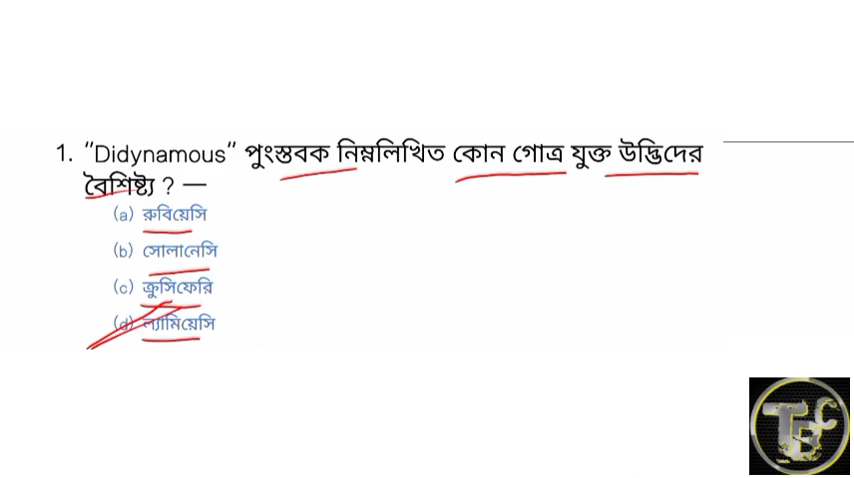 1. "Didynamous" পুংস্তবক নিম্নলিখিত কোন গোত্র যুক্ত উদ্ভিদের
বৈশিষ্ট্য ? —
(a) রুবিয়েসি
(b) সোলানেসি
(c) ক্রুসিফেরি
(d) ল্যামিয়েসি